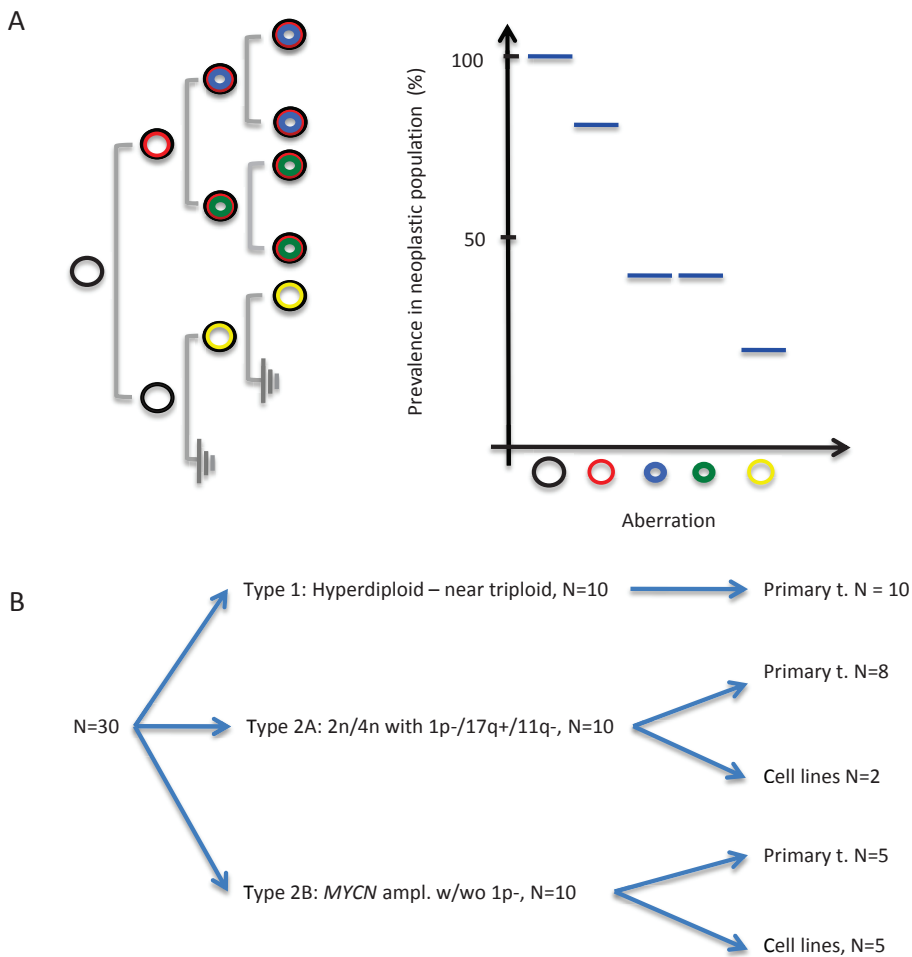 A
Prevalence in neoplastic population (%)
100
50
Aberration
B
N=30
Type 1: Hyperdiploid – near triploid, N=10
Primary t. N = 10
Type 2A: 2n/4n with 1p-/17q+/11q-, N=10
Primary t. N=8
Cell lines N=2
Type 2B: MYCN ampl. w/wo 1p-, N=10
Primary t. N=5
Cell lines, N=5